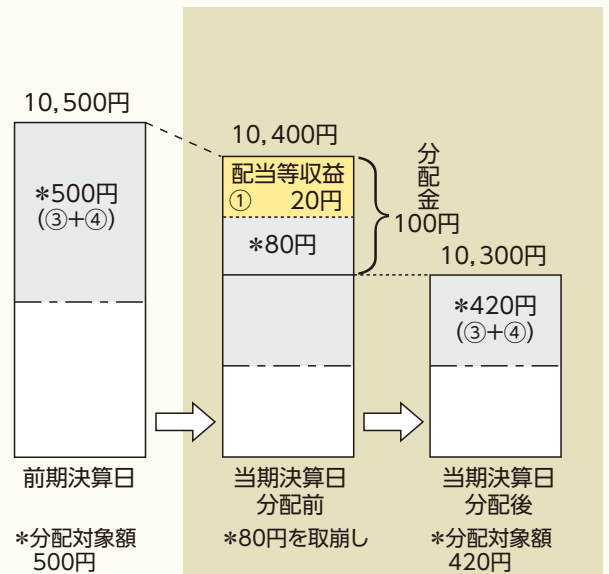 10,500円
＊500円
(③+④)
前期決算日
＊分配対象額
500円
10,400円
配当等収益
① 20円
＊80円
分配金
100円
当期決算日
分配前
＊80円を取崩し
10,300円
＊420円
(③+④)
当期決算日
分配後
＊分配対象額
420円